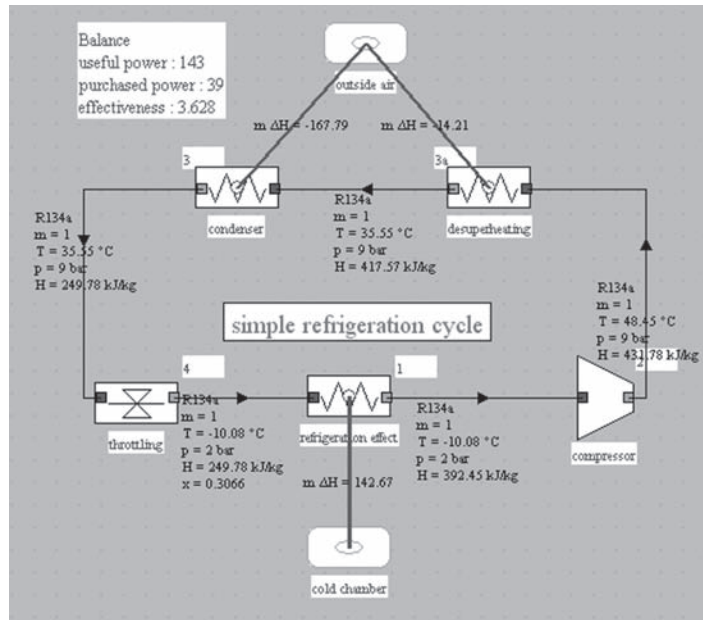 Balance
useful power : 143
purchased power : 39
effectiveness : 3.628
outside air
m ΔH = -167.79
m ΔH = -14.21
3
3a
condenser
desuperheating
R134a
m = 1
T = 35.55 °C
p = 9 bar
H = 249.78 kJ/kg
R134a
m = 1
T = 35.55 °C
p = 9 bar
H = 417.57 kJ/kg
R134a
m = 1
T = 48.45 °C
p = 9 bar
H = 431.78 kJ/kg
2
simple refrigeration cycle
4
1
throttling
refrigeration effect
compressor
R134a
m = 1
T = -10.08 °C
p = 2 bar
H = 249.78 kJ/kg
x = 0.3066
R134a
m = 1
T = -10.08 °C
p = 2 bar
H = 392.45 kJ/kg
m ΔH = 142.67
cold chamber